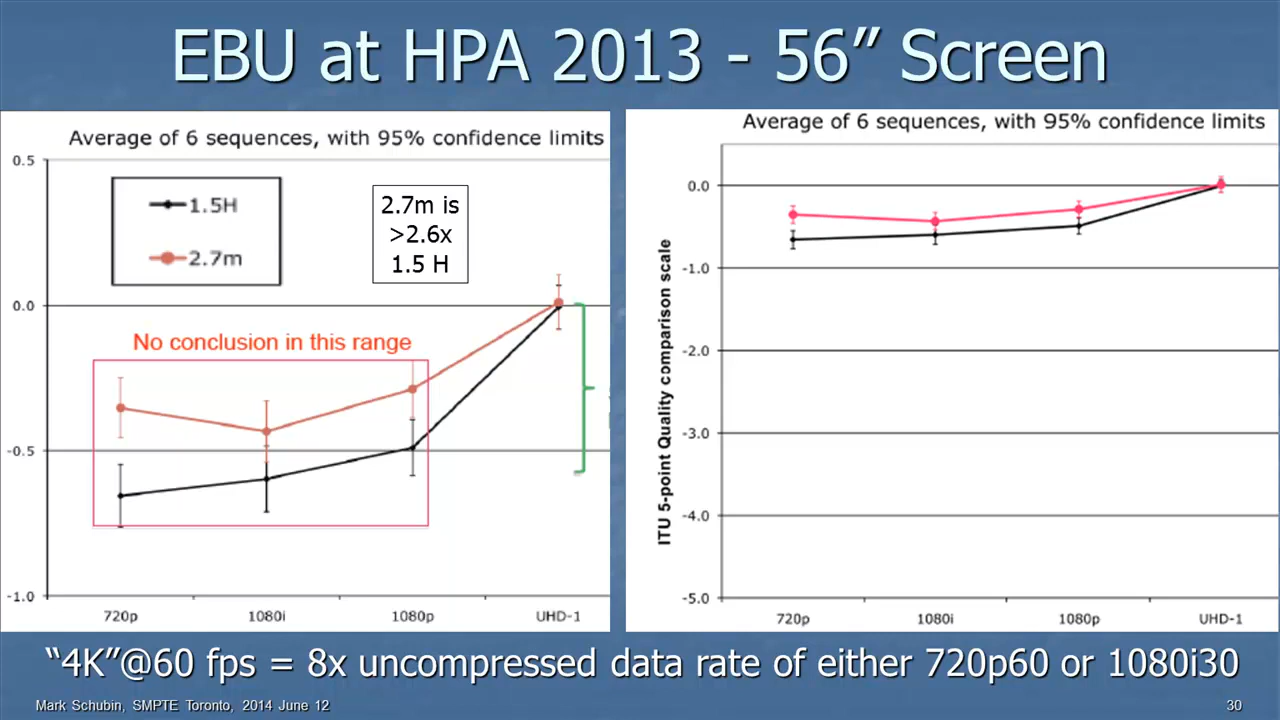 EBU at HPA 2013 - 56” Screen
Average of 6 sequences, with 95% confidence limits
0.5
1.5H
2.7m
2.7m is
>2.6x
1.5 H
0.0
No conclusion in this range
-0.5
-1.0
720p 1080i 1080p UHD-1
Average of 6 sequences, with 95% confidence limits
0.0
-1.0
-2.0
-3.0
-4.0
-5.0
ITU 5-point Quality comparison scale
720p 1080i 1080p UHD-1
“4K”@60 fps = 8x uncompressed data rate of either 720p60 or 1080i30
Mark Schubin, SMPTE Toronto, 2014 June 12
30